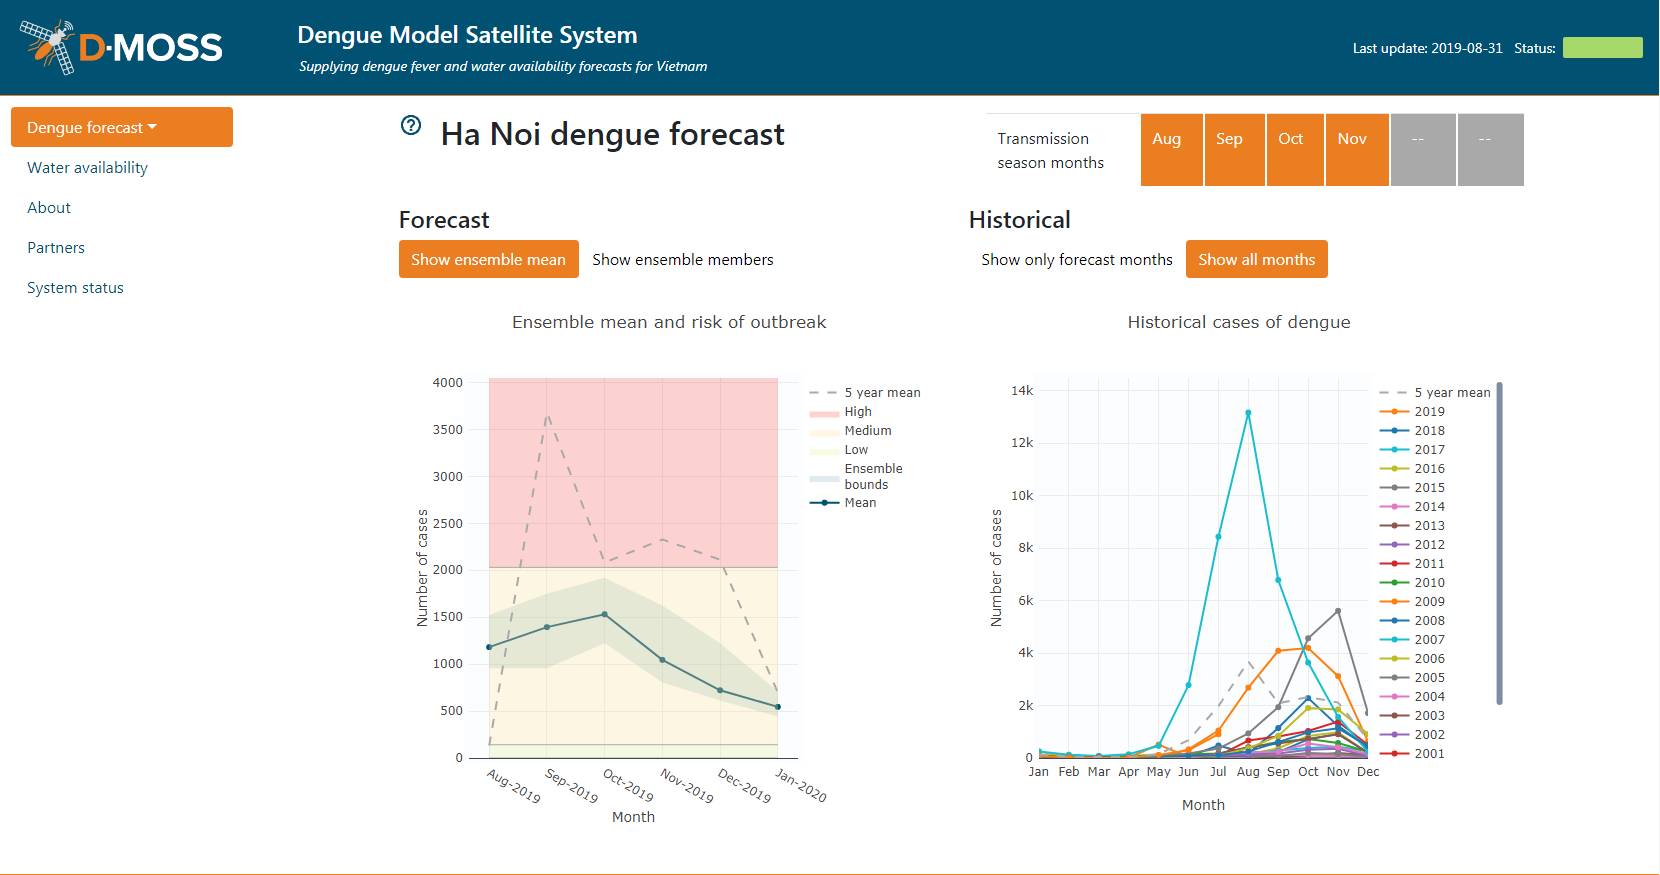 D-MOSS
Dengue Model Satellite System
Supplying dengue fever and water availability forecasts for Vietnam
Last update: 2019-08-31 Status:
Dengue forecast
Water availability
About
Partners
System status
Ha Noi dengue forecast
Transmission
season months
Aug Sep Oct Nov -- --
Forecast
Show ensemble mean Show ensemble members
Ensemble mean and risk of outbreak
Number of cases
4000
3500
3000
2500
2000
1500
1000
500
0
Aug-2019 Sep-2019 Oct-2019 Nov-2019 Dec-2019 Jan-2020
Month
5 year mean
High
Medium
Low
Ensemble
bounds
Mean
Historical
Show only forecast months Show all months
Historical cases of dengue
Number of cases
14k
12k
10k
8k
6k
4k
2k
0
Jan Feb Mar Apr May Jun Jul Aug Sep Oct Nov Dec
Month
5 year mean
2019
2018
2017
2016
2015
2014
2013
2012
2011
2010
2009
2008
2007
2006
2005
2004
2003
2002
2001